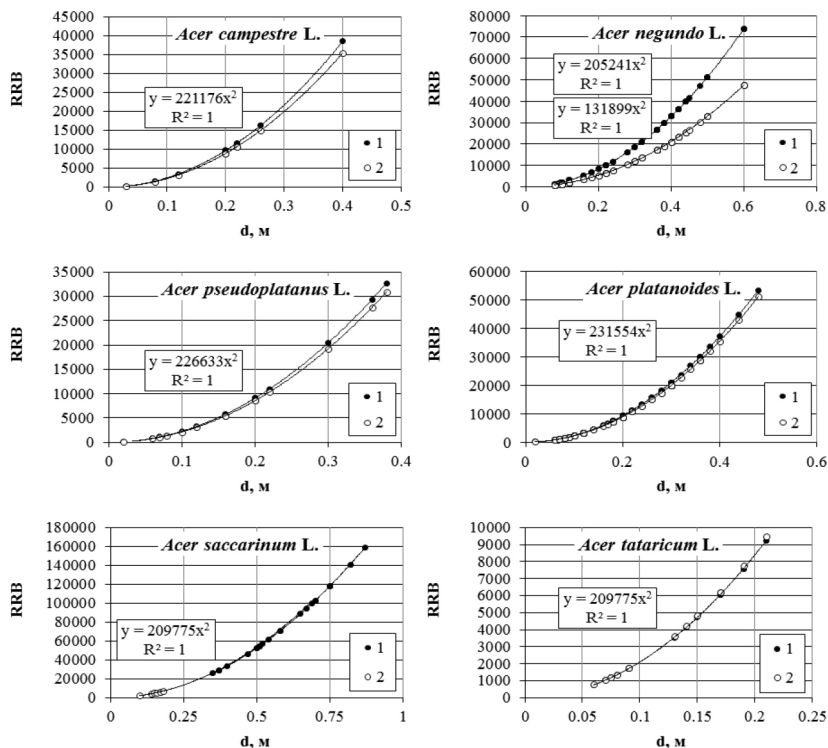 Acer campestre L.
RRB
45000
40000
35000
30000
25000
20000
15000
10000
5000
0
y = 221176x²
R² = 1
1
2
0 0.1 0.2 0.3 0.4 0.5
d, м
Acer negundo L.
RRB
80000
70000
60000
50000
40000
30000
20000
10000
0
y = 205241x²
R² = 1
y = 131899x²
R² = 1
1
2
0 0.2 0.4 0.6 0.8
d, м
Acer pseudoplatanus L.
RRB
35000
30000
25000
20000
15000
10000
5000
0
y = 226633x²
R² = 1
1
2
0 0.1 0.2 0.3 0.4
d, м
Acer platanoides L.
RRB
60000
50000
40000
30000
20000
10000
0
y = 231554x²
R² = 1
1
2
0 0.2 0.4 0.6
d, м
Acer saccarinum L.
RRB
180000
160000
140000
120000
100000
80000
60000
40000
20000
0
y = 209775x²
R² = 1
1
2
0 0.25 0.5 0.75 1
d, м
Acer tataricum L.
RRB
10000
9000
8000
7000
6000
5000
4000
3000
2000
1000
0
y = 209775x²
R² = 1
1
2
0 0.05 0.1 0.15 0.2 0.25
d, м